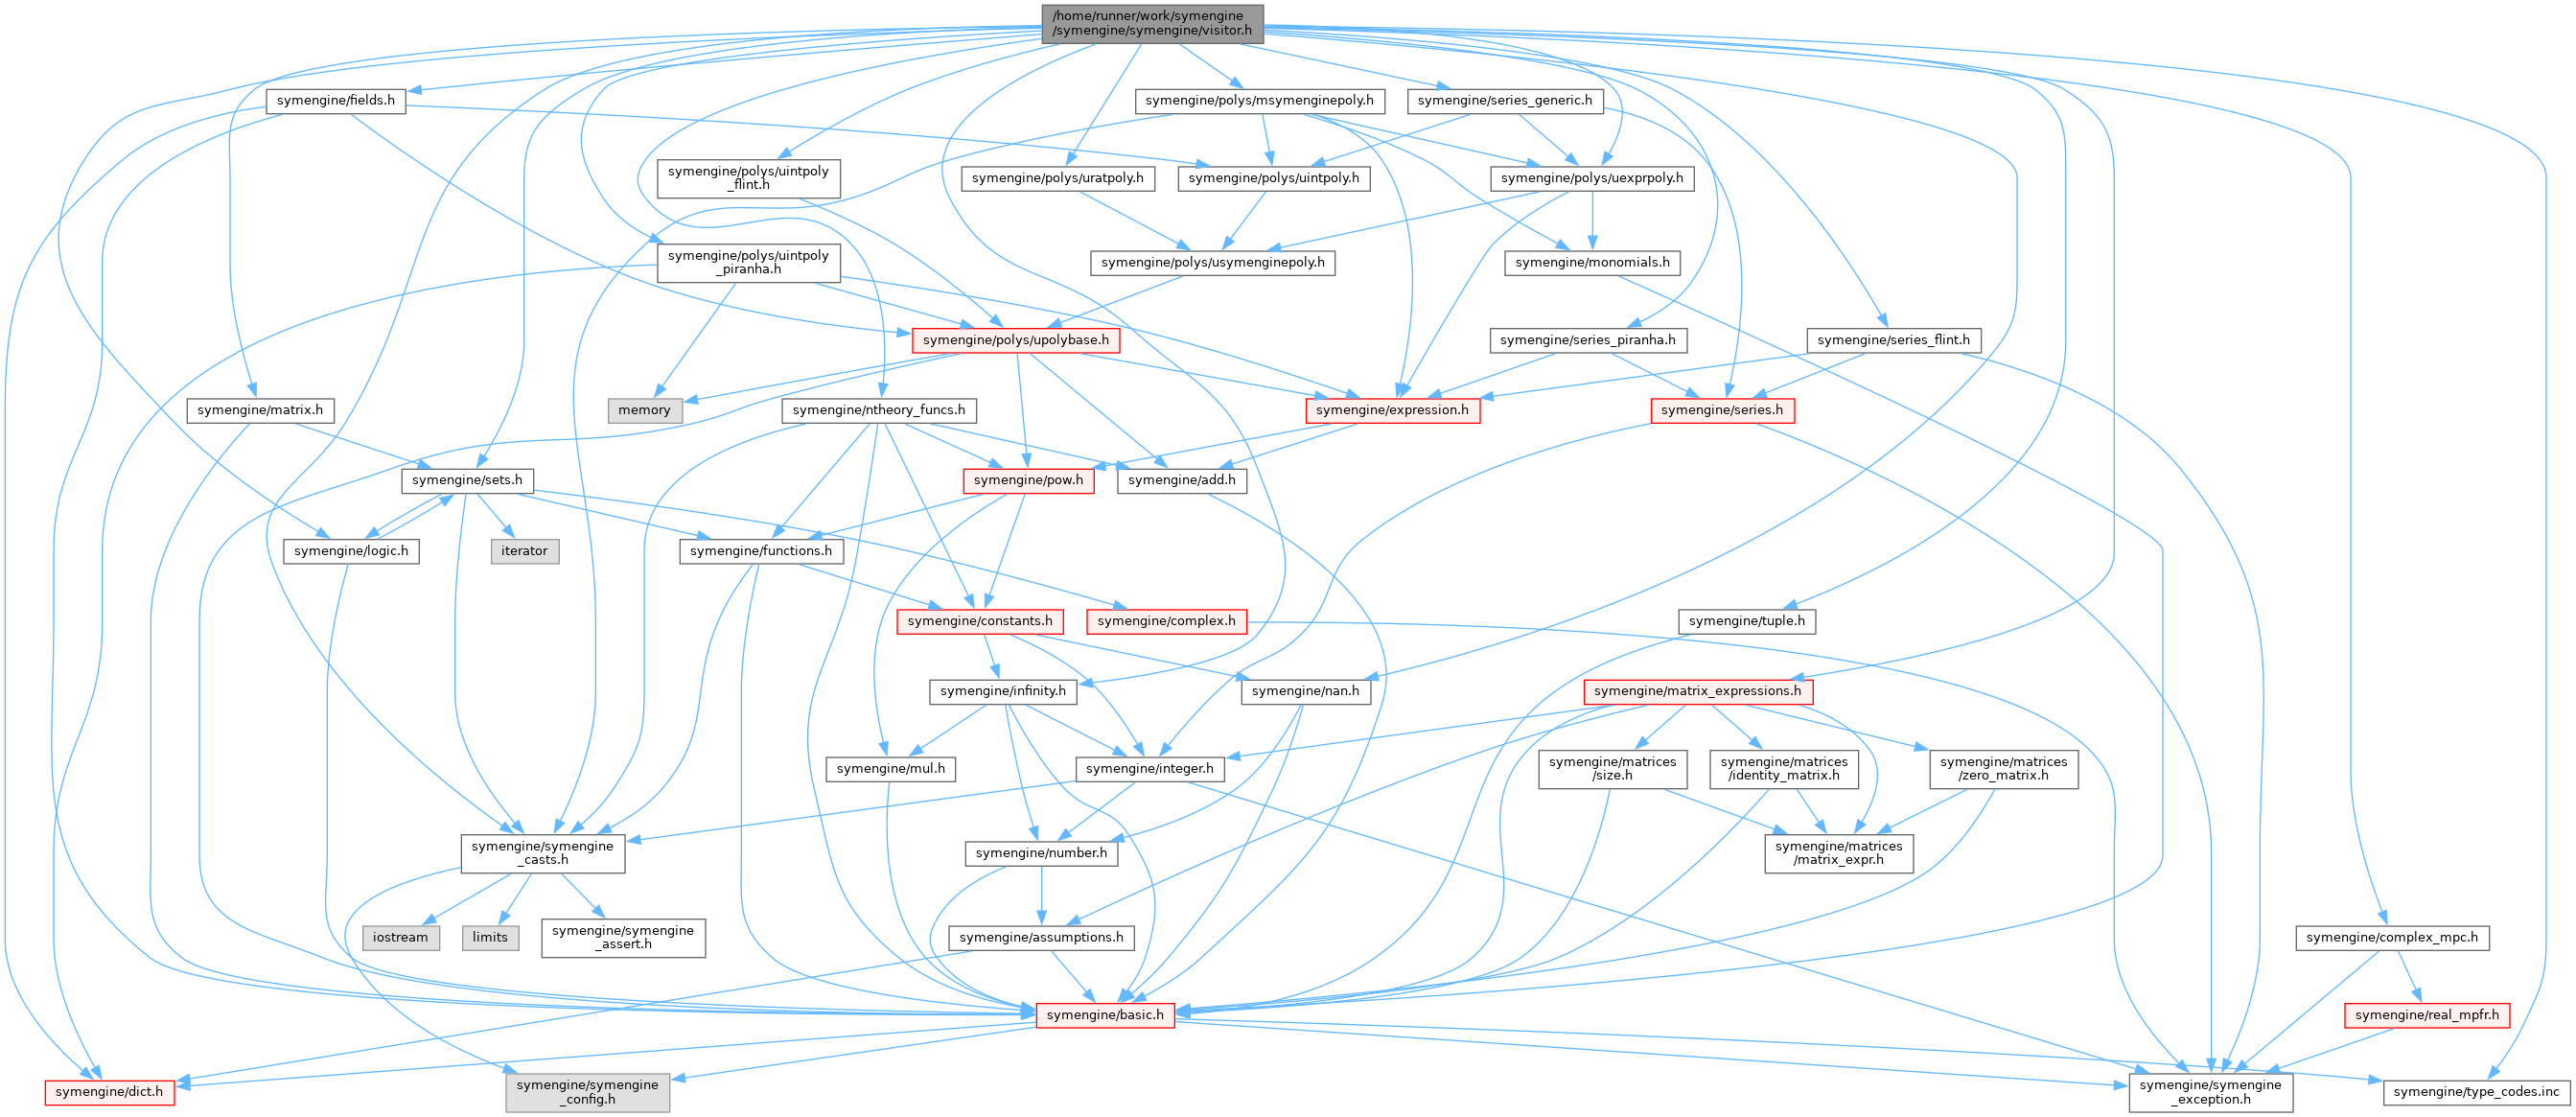 /home/runner/work/symengine
/symengine/symengine/visitor.h
symengine/fields.h
symengine/polys/msymenginepoly.h
symengine/series_generic.h
symengine/polys/uintpoly
_flint.h
symengine/polys/uratpoly.h
symengine/polys/uintpoly.h
symengine/polys/uexprpoly.h
symengine/polys/uintpoly
_piranha.h
symengine/polys/usymenginepoly.h
symengine/monomials.h
symengine/polys/upolybase.h
symengine/series_piranha.h
symengine/series_flint.h
symengine/matrix.h
memory
symengine/ntheory_funcs.h
symengine/expression.h
symengine/series.h
symengine/sets.h
symengine/pow.h
symengine/add.h
symengine/logic.h
iterator
symengine/functions.h
symengine/constants.h
symengine/complex.h
symengine/tuple.h
symengine/infinity.h
symengine/nan.h
symengine/matrix_expressions.h
symengine/mul.h
symengine/integer.h
symengine/matrices
/size.h
symengine/matrices
/identity_matrix.h
symengine/matrices
/zero_matrix.h
symengine/symengine
_casts.h
symengine/number.h
symengine/matrices
/matrix_expr.h
iostream
limits
symengine/symengine
_assert.h
symengine/assumptions.h
symengine/complex_mpc.h
symengine/basic.h
symengine/real_mpfr.h
symengine/dict.h
symengine/symengine
_config.h
symengine/symengine
_exception.h
symengine/type_codes.inc